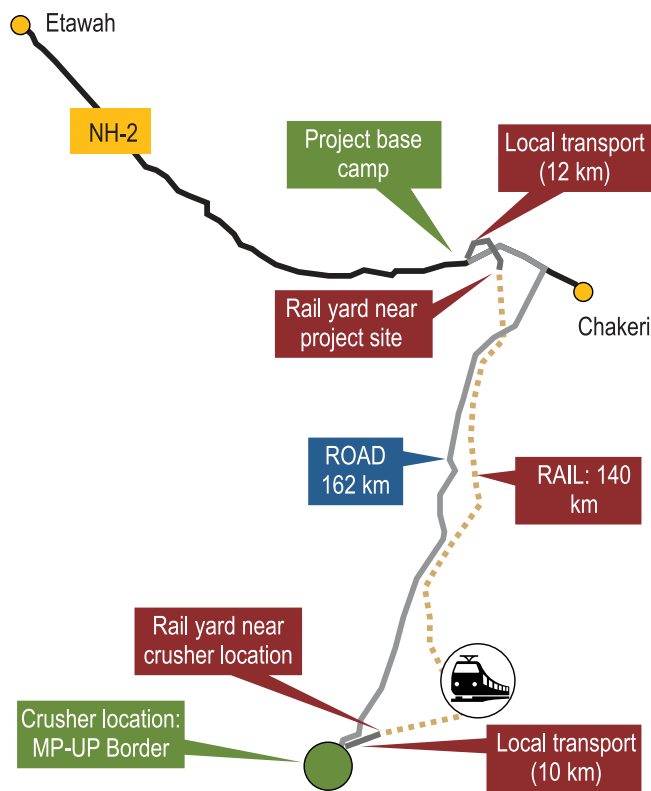 Etawah
NH-2
Project base
camp
Local transport
(12 km)
Rail yard near
project site
Chakeri
ROAD
162 km
RAIL: 140
km
Rail yard near
crusher location
Crusher location:
MP-UP Border
Local transport
(10 km)